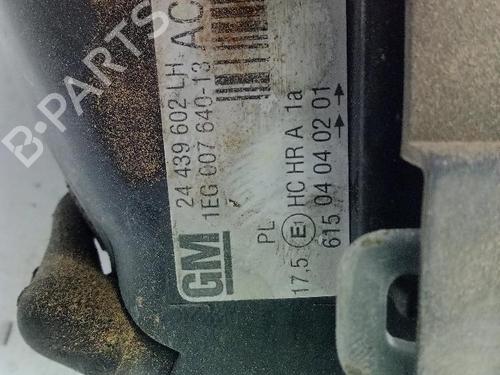 B-PARTS
GM
24 439 602 LH AC
1EG 007 640-13
PL
17,5 E1 HC HR A 1a
615 04 04 02 01